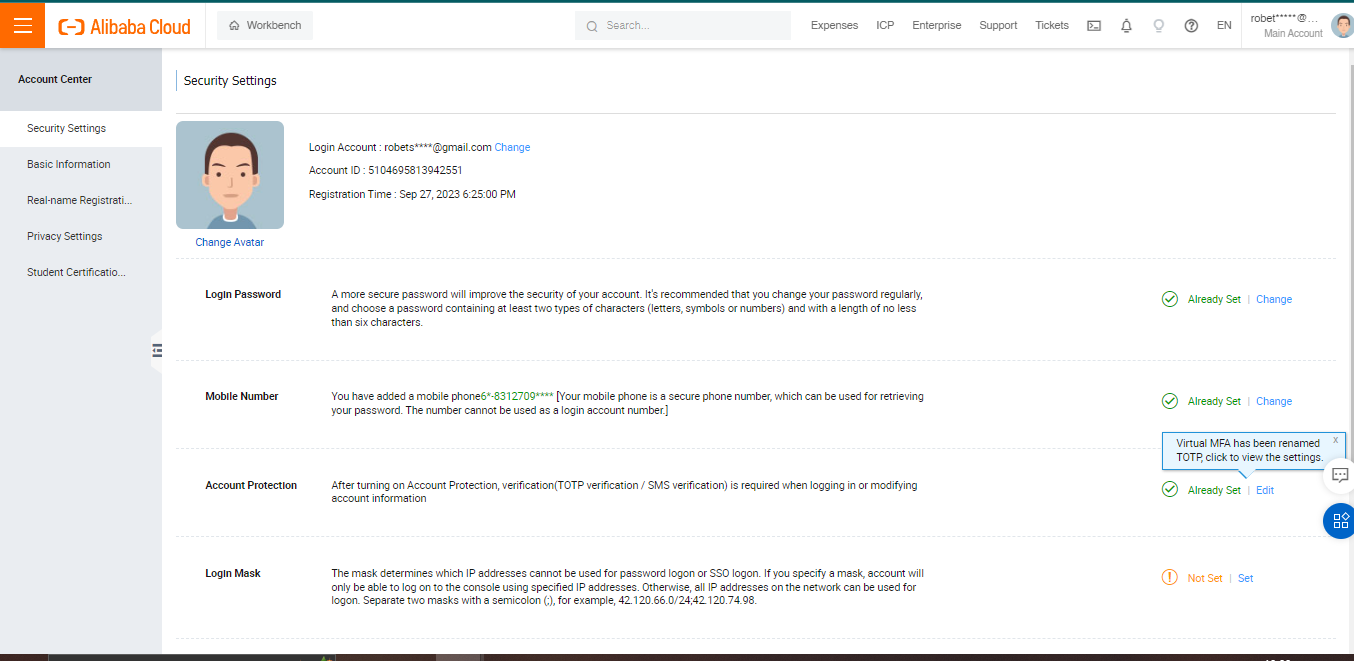 Alibaba Cloud
Workbench
Search...
Expenses
ICP
Enterprise
Support
Tickets
EN
robet*****@...
Main Account
Account Center
Security Settings
Basic Information
Real-name Registrati...
Privacy Settings
Student Certificatio...
Security Settings
Login Account : robets****@gmail.com Change
Account ID : 5104695813942551
Registration Time : Sep 27, 2023 6:25:00 PM
Change Avatar
Login Password
A more secure password will improve the security of your account. It's recommended that you change your password regularly,
and choose a password containing at least two types of characters (letters, symbols or numbers) and with a length of no less
than six characters.
Already Set | Change
Mobile Number
You have added a mobile phone6*-8312709**** [Your mobile phone is a secure phone number, which can be used for retrieving
your password. The number cannot be used as a login account number.]
Already Set | Change
Virtual MFA has been renamed
TOTP, click to view the settings.
x
Account Protection
After turning on Account Protection, verification(TOTP verification / SMS verification) is required when logging in or modifying
account information
Already Set | Edit
Login Mask
The mask determines which IP addresses cannot be used for password logon or SSO logon. If you specify a mask, account will
only be able to log on to the console using specified IP addresses. Otherwise, all IP addresses on the network can be used for
logon. Separate two masks with a semicolon (;), for example, 42.120.66.0/24;42.120.74.98.
Not Set | Set